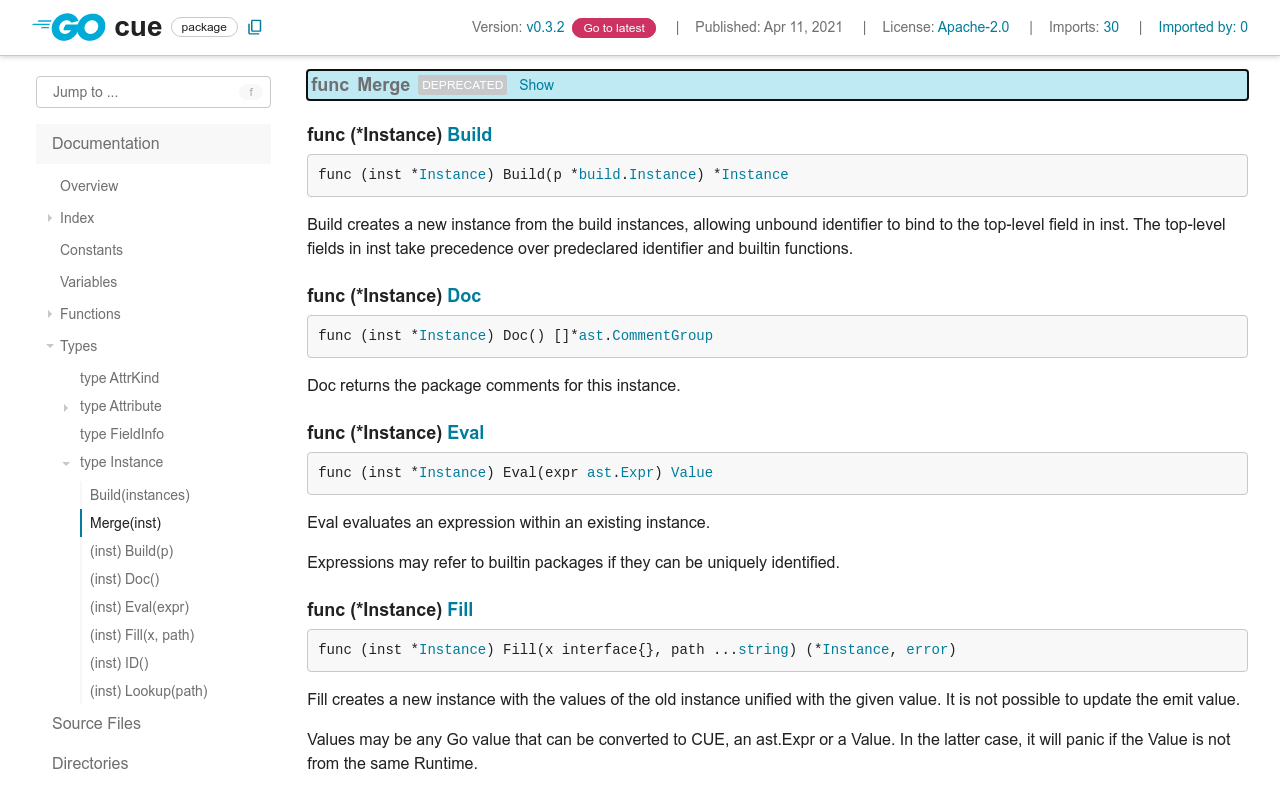 GO cue package
Version: v0.3.2 Go to latest | Published: Apr 11, 2021 | License: Apache-2.0 | Imports: 30 | Imported by: 0
Jump to ... f
Documentation
Overview
Index
Constants
Variables
Functions
Types
type AttrKind
type Attribute
type FieldInfo
type Instance
Build(instances)
Merge(inst)
(inst) Build(p)
(inst) Doc()
(inst) Eval(expr)
(inst) Fill(x, path)
(inst) ID()
(inst) Lookup(path)
Source Files
Directories
func Merge DEPRECATED Show
func (*Instance) Build
func (inst *Instance) Build(p *build.Instance) *Instance
Build creates a new instance from the build instances, allowing unbound identifier to bind to the top-level field in inst. The top-level
fields in inst take precedence over predeclared identifier and builtin functions.
func (*Instance) Doc
func (inst *Instance) Doc() []*ast.CommentGroup
Doc returns the package comments for this instance.
func (*Instance) Eval
func (inst *Instance) Eval(expr ast.Expr) Value
Eval evaluates an expression within an existing instance.
Expressions may refer to builtin packages if they can be uniquely identified.
func (*Instance) Fill
func (inst *Instance) Fill(x interface{}, path ...string) (*Instance, error)
Fill creates a new instance with the values of the old instance unified with the given value. It is not possible to update the emit value.
Values may be any Go value that can be converted to CUE, an ast.Expr or a Value. In the latter case, it will panic if the Value is not
from the same Runtime.